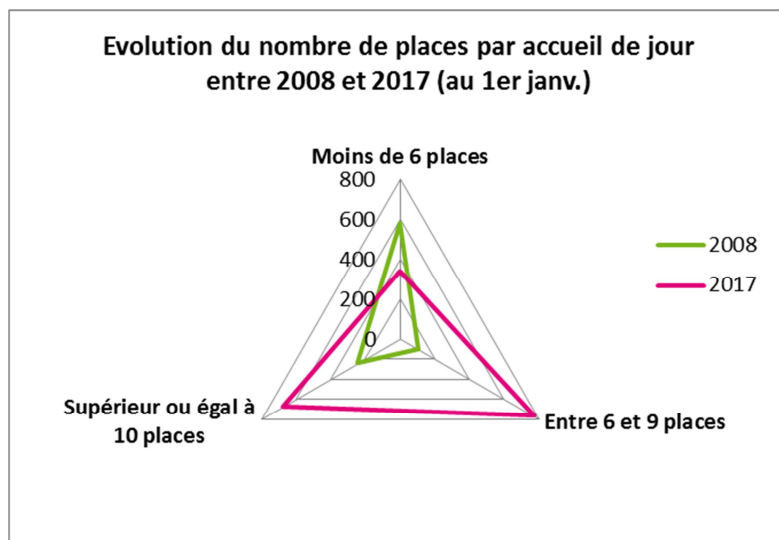 Evolution du nombre de places par accueil de jour
entre 2008 et 2017 (au 1er janv.)
Moins de 6 places
800
600
400
200
0
2008
2017
Supérieur ou égal à
10 places
Entre 6 et 9 places